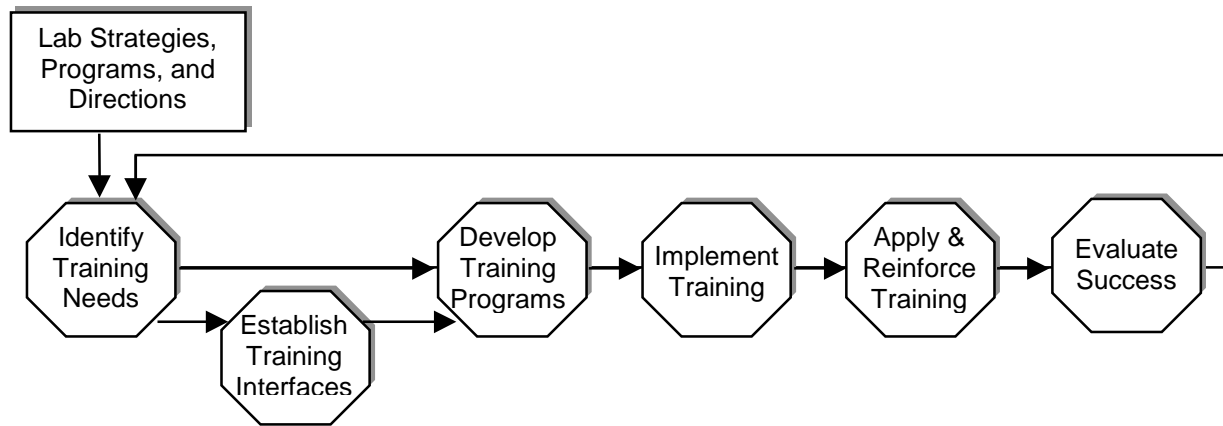 Lab Strategies,
Programs, and
Directions
Identify
Training
Needs
Establish
Training
Interfaces
Develop
Training
Programs
Implement
Training
Apply &
Reinforce
Training
Evaluate
Success